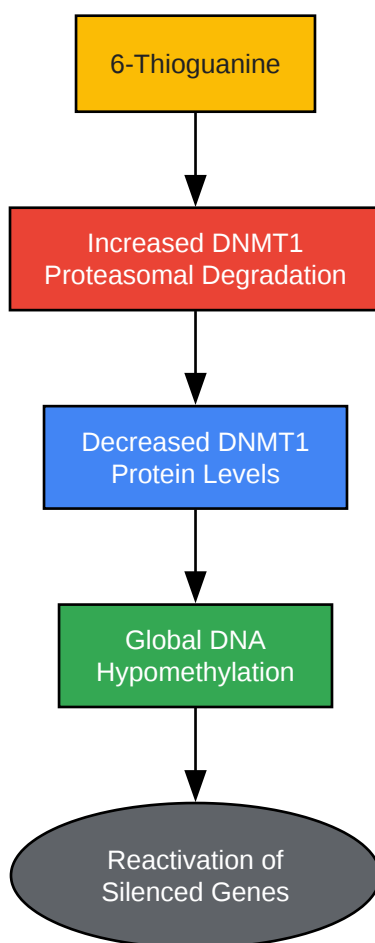 6-Thioguanine
Increased DNMT1
Proteasomal Degradation
Decreased DNMT1
Protein Levels
Global DNA
Hypomethylation
Reactivation of
Silenced Genes